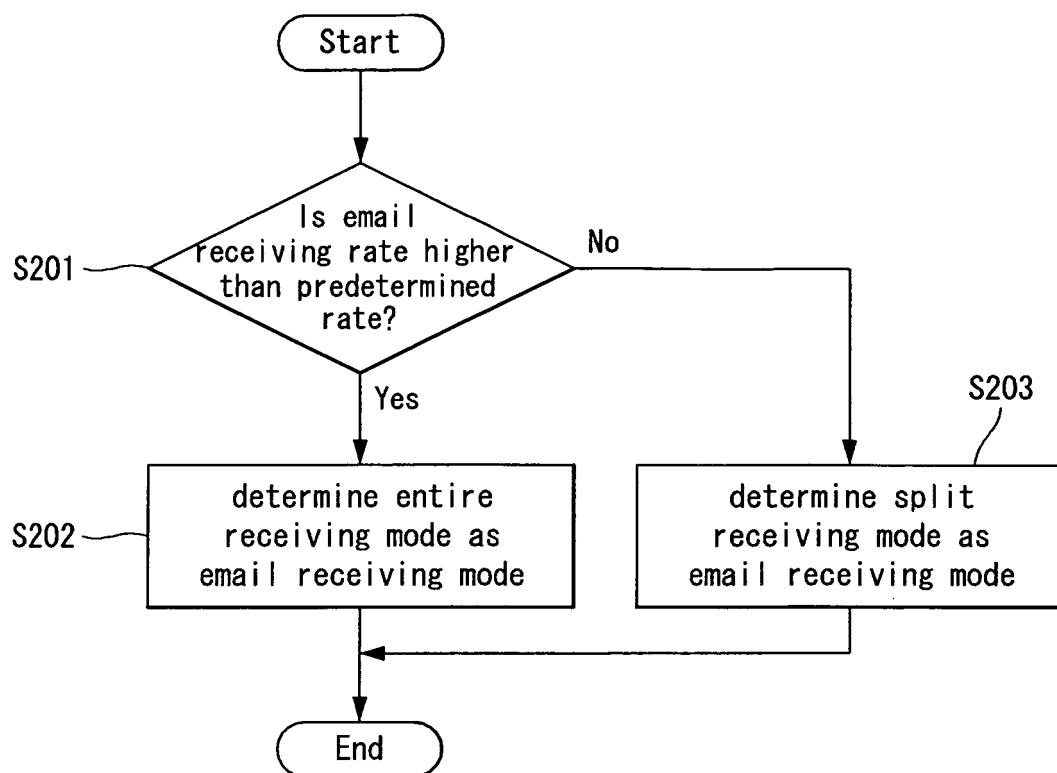 Start
Is email
receiving rate higher
than predetermined
rate?
No
S201
Yes
S203
determine entire
receiving mode as
email receiving mode
S202
determine split
receiving mode as
email receiving mode
End